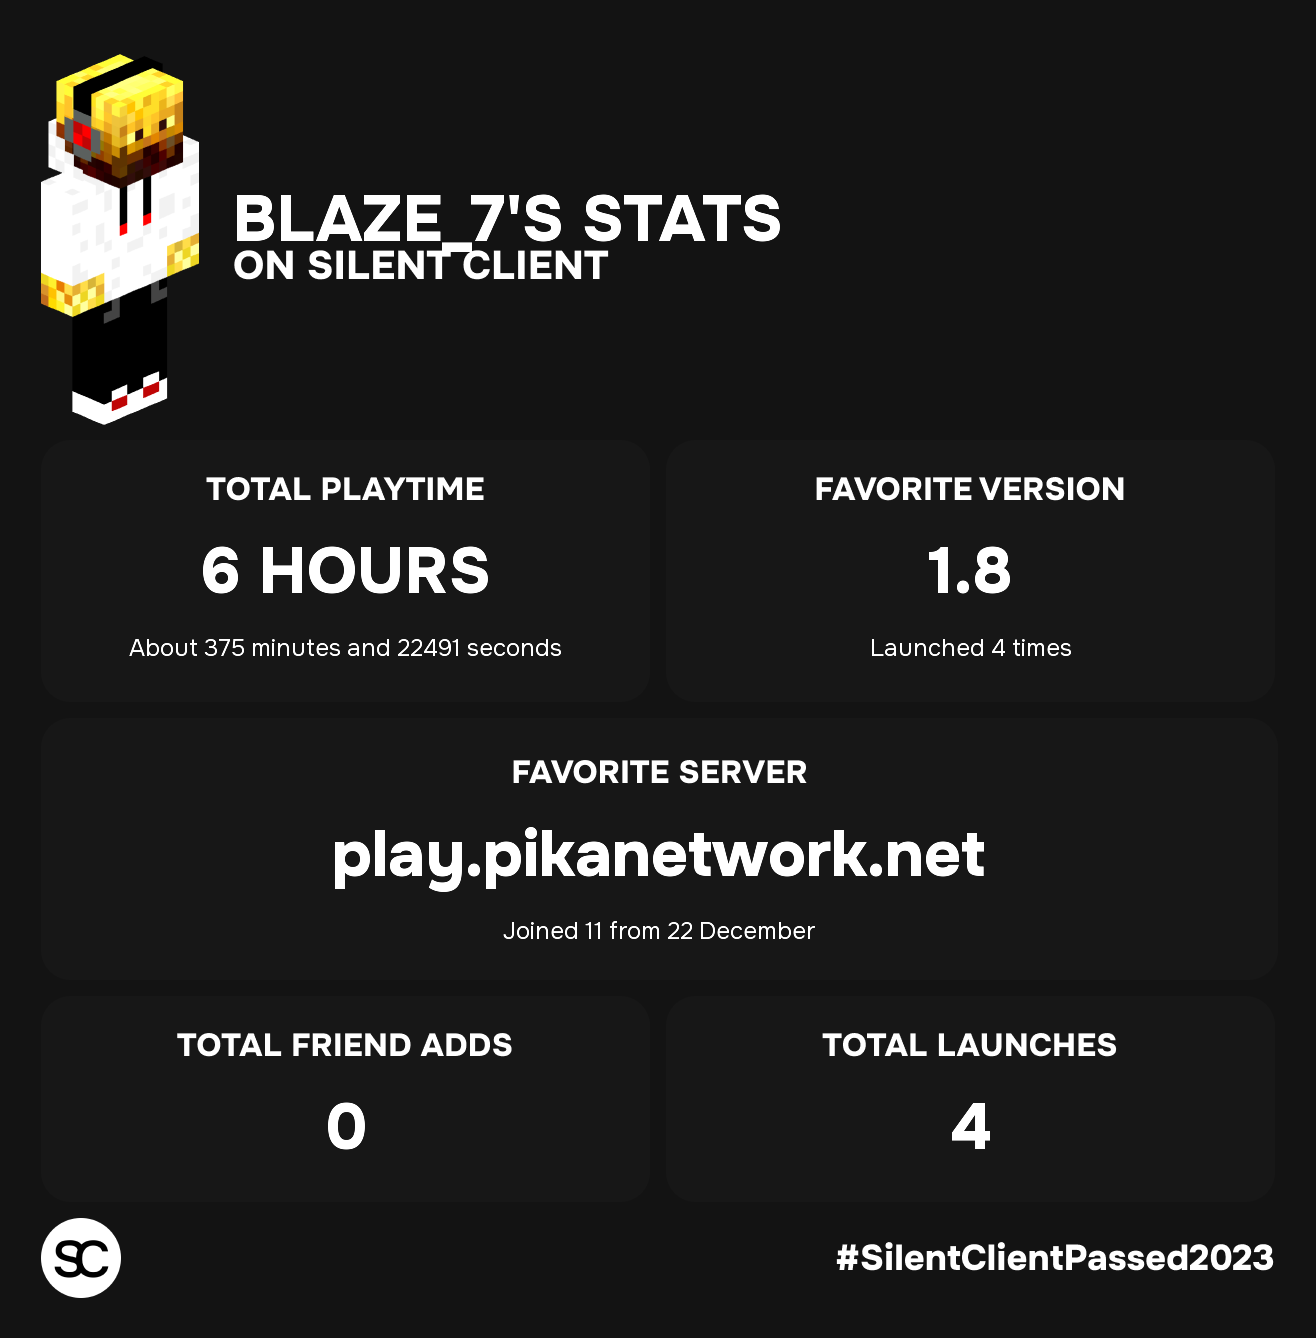 BLAZE_7'S STATS
ON SILENT CLIENT
TOTAL PLAYTIME
6 HOURS
About 375 minutes and 22491 seconds
FAVORITE VERSION
1.8
Launched 4 times
FAVORITE SERVER
play.pikanetwork.net
Joined 11 from 22 December
TOTAL FRIEND ADDS
0
TOTAL LAUNCHES
4
SC
#SilentClientPassed2023